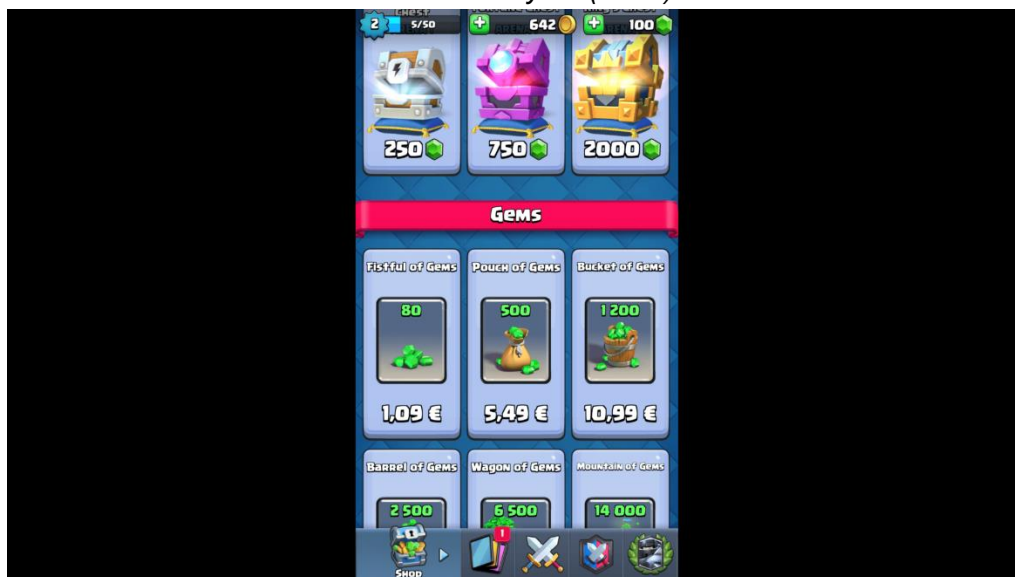 2 5/50 642 100
250 750 2000
Gems
Fistful of Gems Pouch of Gems Bucket of Gems
80 500 1 200
1,09 € 5,49 € 10,99 €
Barrel of Gems Wagon of Gems Mountain of Gems
2 500 6 500 14 000
1
Shop